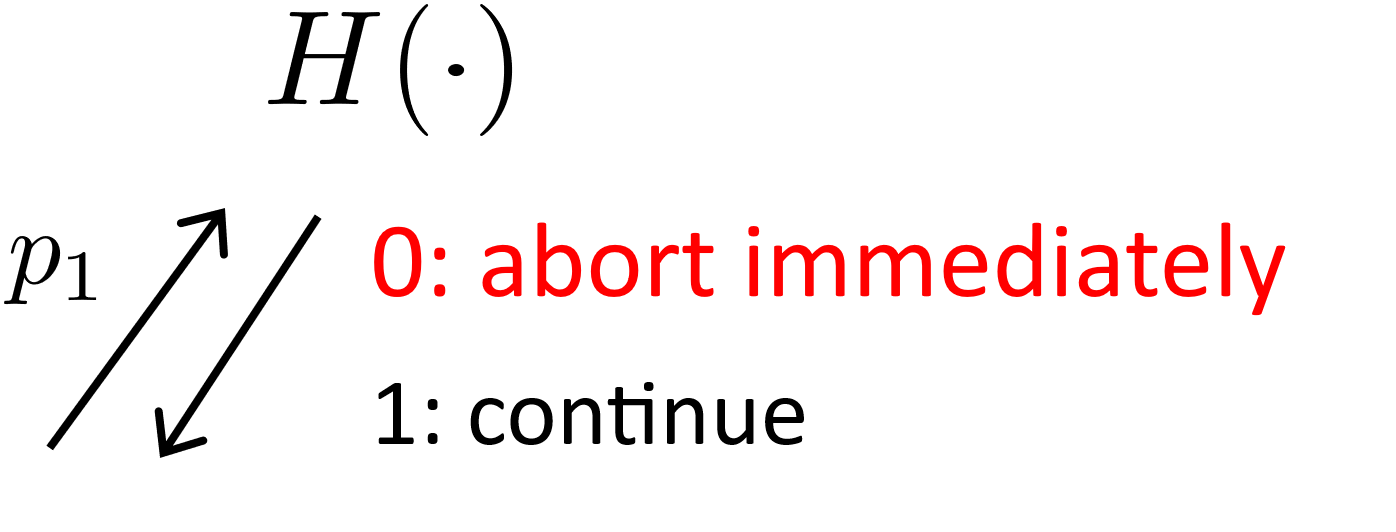 H(·)
p₁
0: abort immediately
1: continue